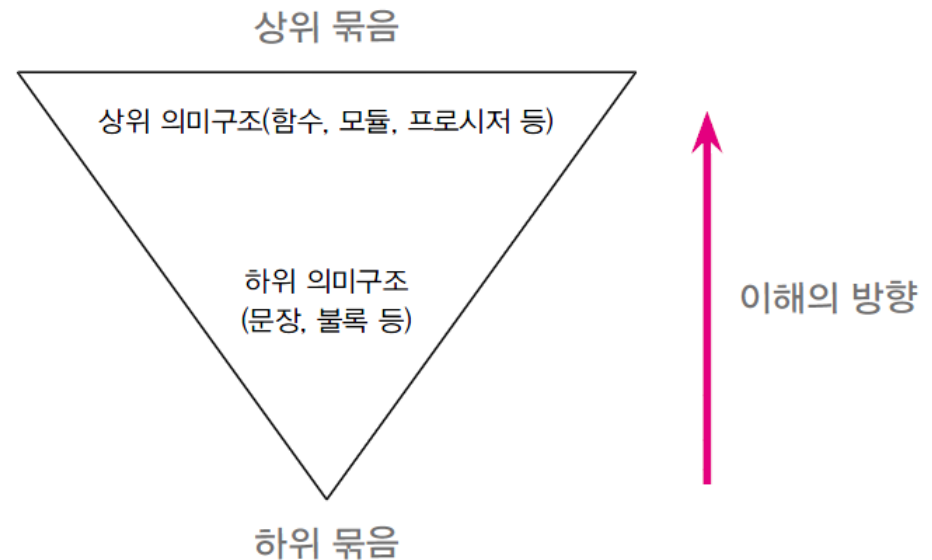 상위 묶음
상위 의미구조(함수, 모듈, 프로시저 등)
하위 의미구조
(문장, 불록 등)
이해의 방향
하위 묶음